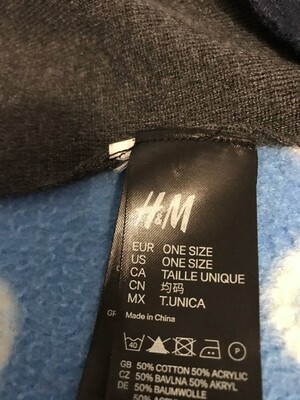 H&M
EUR ONE SIZE
US ONE SIZE
CA TAILLE UNIQUE
CN 均码
MX T.UNICA
Made in China
40
P
GB 50% COTTON 50% ACRYLIC
CZ 50% BAVLNA 50% AKRYL
DE 50% BAUMWOLLE